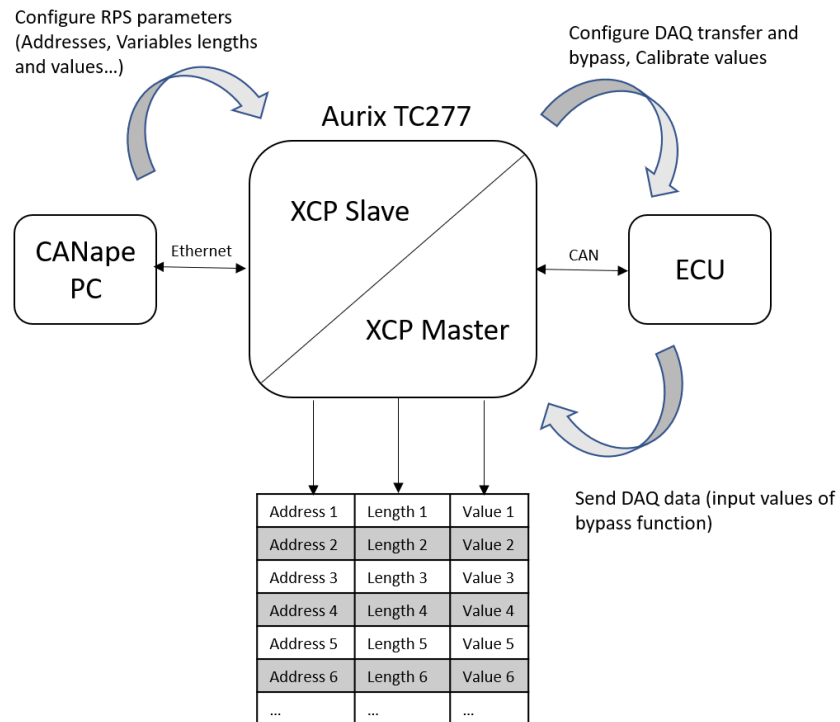 Configure RPS parameters
(Addresses, Variables lengths
and values...)
Configure DAQ transfer and
bypass, Calibrate values
Aurix TC277
XCP Slave
XCP Master
CANape
PC
Ethernet
CAN
ECU
Send DAQ data (input values of
bypass function)
Address 1 Length 1 Value 1
Address 2 Length 2 Value 2
Address 3 Length 3 Value 3
Address 4 Length 4 Value 4
Address 5 Length 5 Value 5
Address 6 Length 6 Value 6
... ... ...